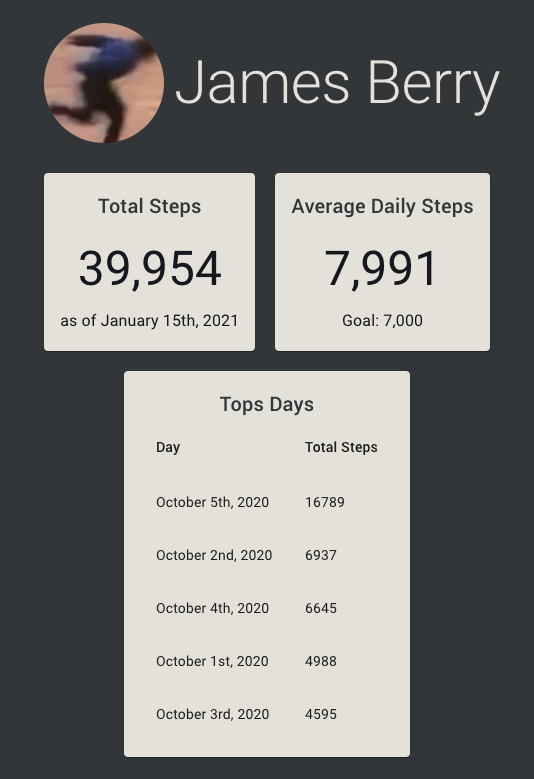 James Berry
Total Steps
39,954
as of January 15th, 2021
Average Daily Steps
7,991
Goal: 7,000
Tops Days
Day Total Steps
October 5th, 2020 16789
October 2nd, 2020 6937
October 4th, 2020 6645
October 1st, 2020 4988
October 3rd, 2020 4595